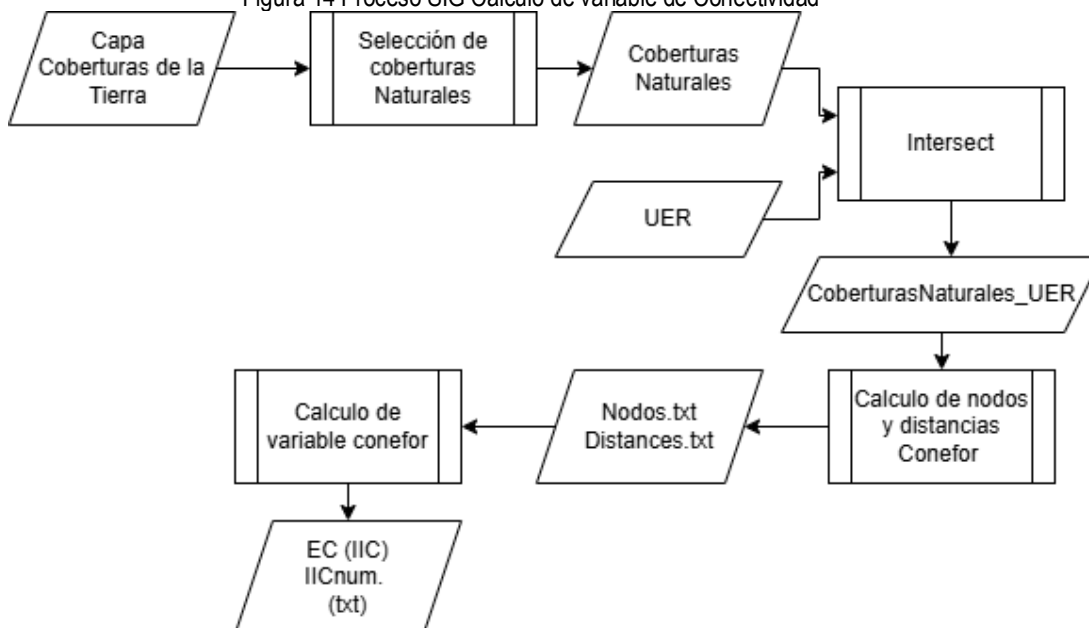 Figura 14 Proceso SIG Calculo de variable de Conectividad
Capa
Coberturas de la
Tierra
Selección de
coberturas
Naturales
Coberturas
Naturales
Intersect
UER
CoberturasNaturales_UER
Calculo de nodos
y distancias
Conefor
Nodos.txt
Distances.txt
Calculo de
variable conefor
EC (IIC)
IICnum.
(txt)